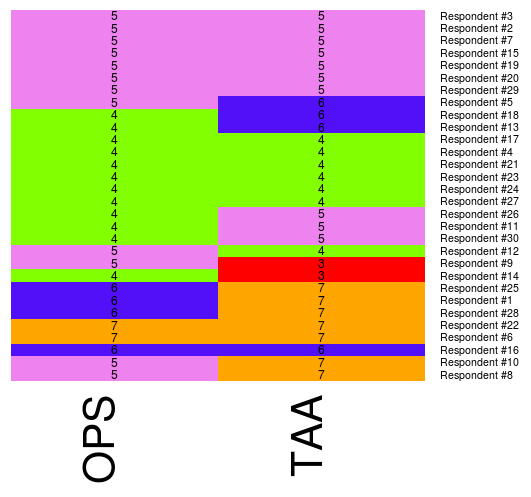 5 5 Respondent #3
5 5 Respondent #2
5 5 Respondent #7
5 5 Respondent #15
5 5 Respondent #19
5 5 Respondent #20
5 5 Respondent #29
5 6 Respondent #5
4 6 Respondent #18
4 6 Respondent #13
4 4 Respondent #17
4 4 Respondent #4
4 4 Respondent #21
4 4 Respondent #23
4 4 Respondent #24
4 4 Respondent #27
4 5 Respondent #26
4 5 Respondent #11
4 5 Respondent #30
5 4 Respondent #12
5 3 Respondent #9
4 3 Respondent #14
6 7 Respondent #25
6 7 Respondent #1
6 7 Respondent #28
7 7 Respondent #22
7 7 Respondent #6
6 6 Respondent #16
5 7 Respondent #10
5 7 Respondent #8
OPS TAA